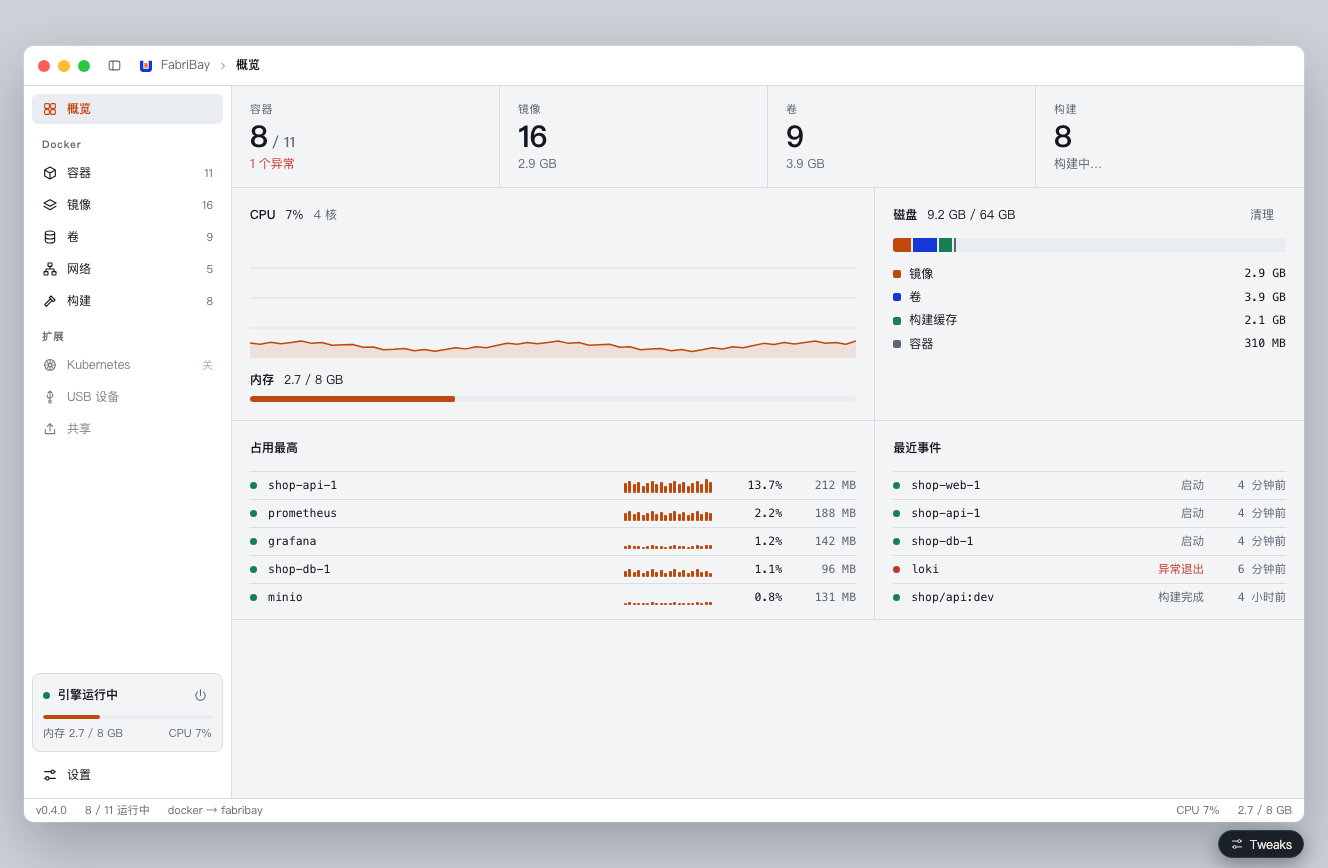 FabriBay › 概览
概览
Docker
容器 11
镜像 16
卷 9
网络 5
构建 8
扩展
Kubernetes 关
USB 设备
共享
引擎运行中
内存 2.7 / 8 GB CPU 7%
设置
容器
8 / 11
1 个异常
镜像
16
2.9 GB
卷
9
3.9 GB
构建
8
构建中...
CPU 7% 4 核
内存 2.7 / 8 GB
磁盘 9.2 GB / 64 GB 清理
镜像 2.9 GB
卷 3.9 GB
构建缓存 2.1 GB
容器 310 MB
占用最高
shop-api-1 13.7% 212 MB
prometheus 2.2% 188 MB
grafana 1.2% 142 MB
shop-db-1 1.1% 96 MB
minio 0.8% 131 MB
最近事件
shop-web-1 启动 4 分钟前
shop-api-1 启动 4 分钟前
shop-db-1 启动 4 分钟前
loki 异常退出 6 分钟前
shop/api:dev 构建完成 4 小时前
v0.4.0 8 / 11 运行中 docker → fabribay CPU 7% 2.7 / 8 GB
Tweaks